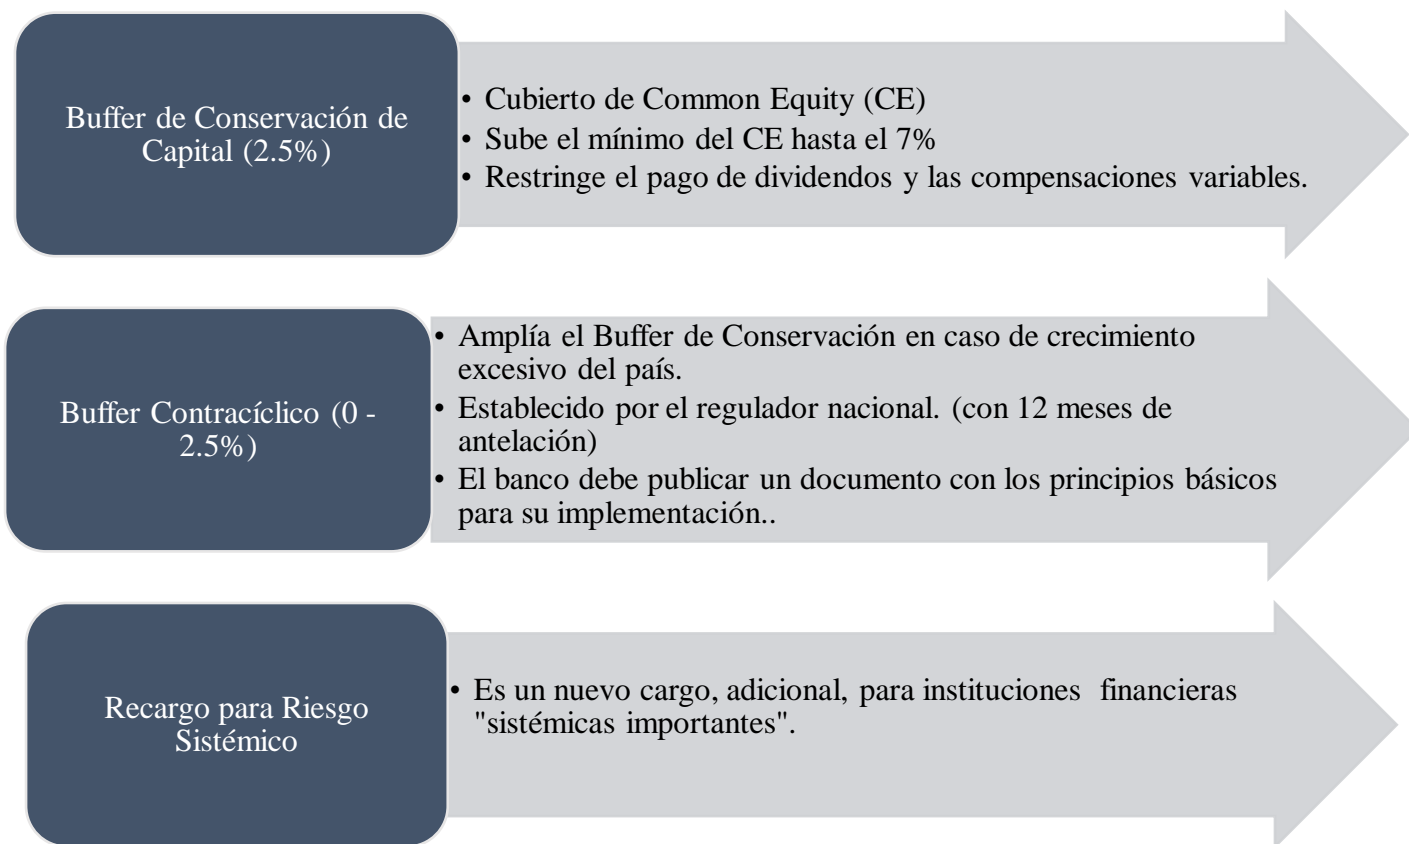 Buffer de Conservación de
Capital (2.5%)
• Cubierto de Common Equity (CE)
• Sube el mínimo del CE hasta el 7%
• Restringe el pago de dividendos y las compensaciones variables.
Buffer Contracíclico (0 -
2.5%)
• Amplía el Buffer de Conservación en caso de crecimiento
excesivo del país.
• Establecido por el regulador nacional. (con 12 meses de
antelación)
• El banco debe publicar un documento con los principios básicos
para su implementación..
Recargo para Riesgo
Sistémico
• Es un nuevo cargo, adicional, para instituciones financieras
"sistémicas importantes".